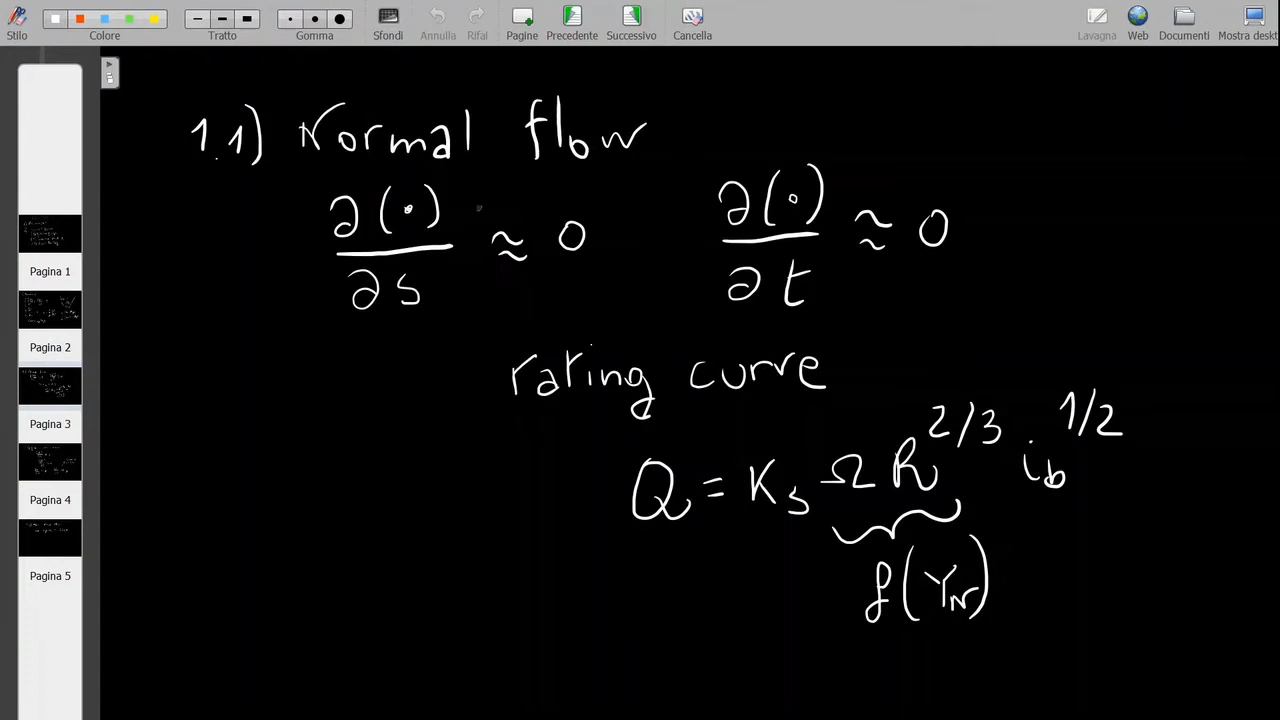 Stilo Colore Tratto Gomma Sfondi Annulla Rifai Pagine Precedente Successivo Cancella Lavagna Web Documenti Mostra deskt
1.1) Normal flow
∂(·)/∂s ≈ 0 ∂(·)/∂t ≈ 0
rating curve
Q = Ks Ω R^2/3 ib^1/2
f(YN)
Pagina 1
Pagina 2
Pagina 3
Pagina 4
Pagina 5